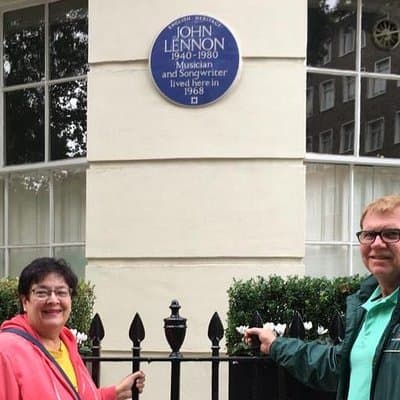 ENGLISH HERITAGE
JOHN
LENNON
1940-1980
Musician
and Songwriter
lived here in
1968